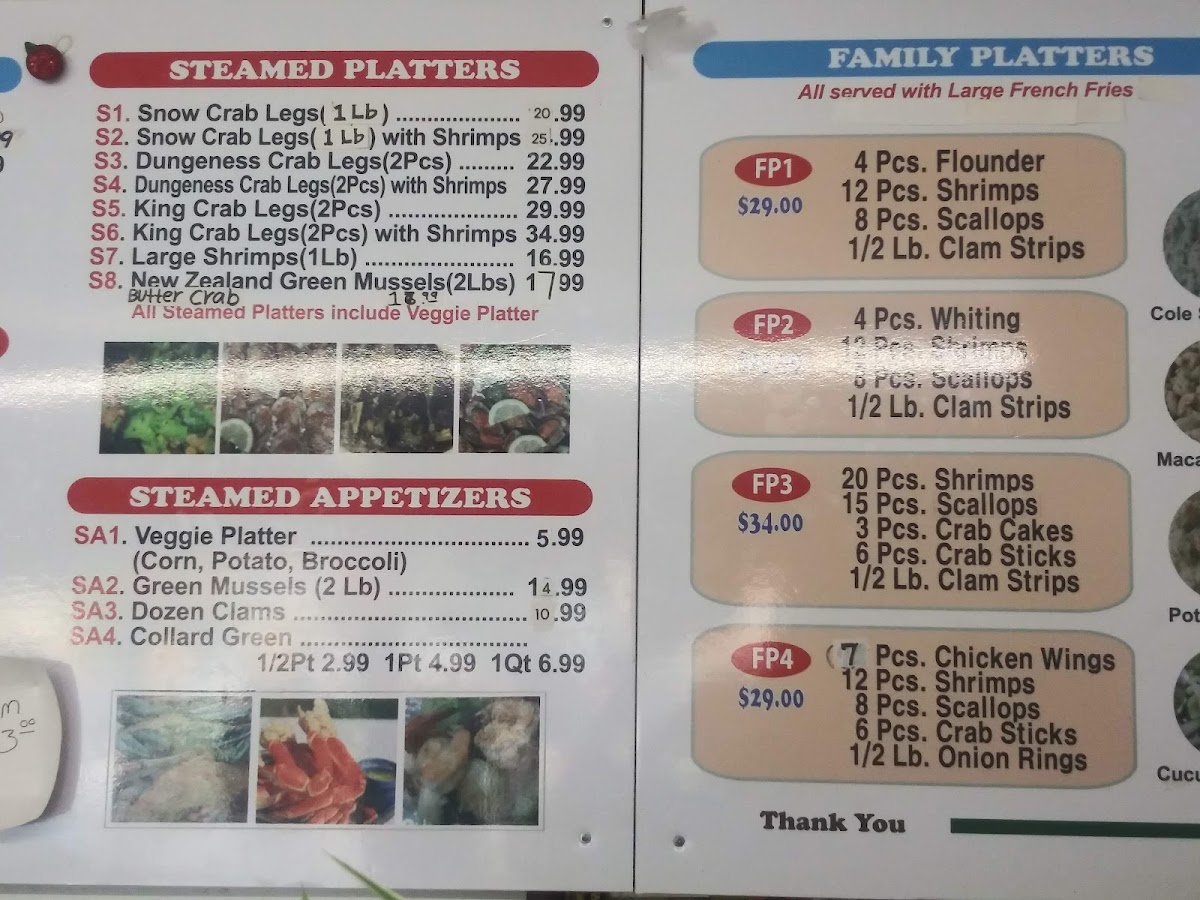 STEAMED PLATTERS
S1. Snow Crab Legs( 1 Lb ) ..................... 20.99
S2. Snow Crab Legs( 1 Lb ) with Shrimps 25.99
S3. Dungeness Crab Legs(2Pcs) ......... 22.99
S4. Dungeness Crab Legs(2Pcs) with Shrimps 27.99
S5. King Crab Legs(2Pcs) ..................... 29.99
S6. King Crab Legs(2Pcs) with Shrimps 34.99
S7. Large Shrimps(1Lb) ........................ 16.99
S8. New Zealand Green Mussels(2Lbs) 17 99
Butter Crab
All Steamed Platters include Veggie Platter
STEAMED APPETIZERS
SA1. Veggie Platter .................................. 5.99
(Corn, Potato, Broccoli)
SA2. Green Mussels (2 Lb) .................... 14.99
SA3. Dozen Clams ..................................... 10.99
SA4. Collard Green ....................................
1/2Pt 2.99 1Pt 4.99 1Qt 6.99
FAMILY PLATTERS
All served with Large French Fries
FP1
$29.00
4 Pcs. Flounder
12 Pcs. Shrimps
8 Pcs. Scallops
1/2 Lb. Clam Strips
FP2
4 Pcs. Whiting
12 Pcs. Shrimps
8 Pcs. Scallops
1/2 Lb. Clam Strips
FP3
$34.00
20 Pcs. Shrimps
15 Pcs. Scallops
3 Pcs. Crab Cakes
6 Pcs. Crab Sticks
1/2 Lb. Clam Strips
FP4
$29.00
7 Pcs. Chicken Wings
12 Pcs. Shrimps
8 Pcs. Scallops
6 Pcs. Crab Sticks
1/2 Lb. Onion Rings
Thank You
Cole